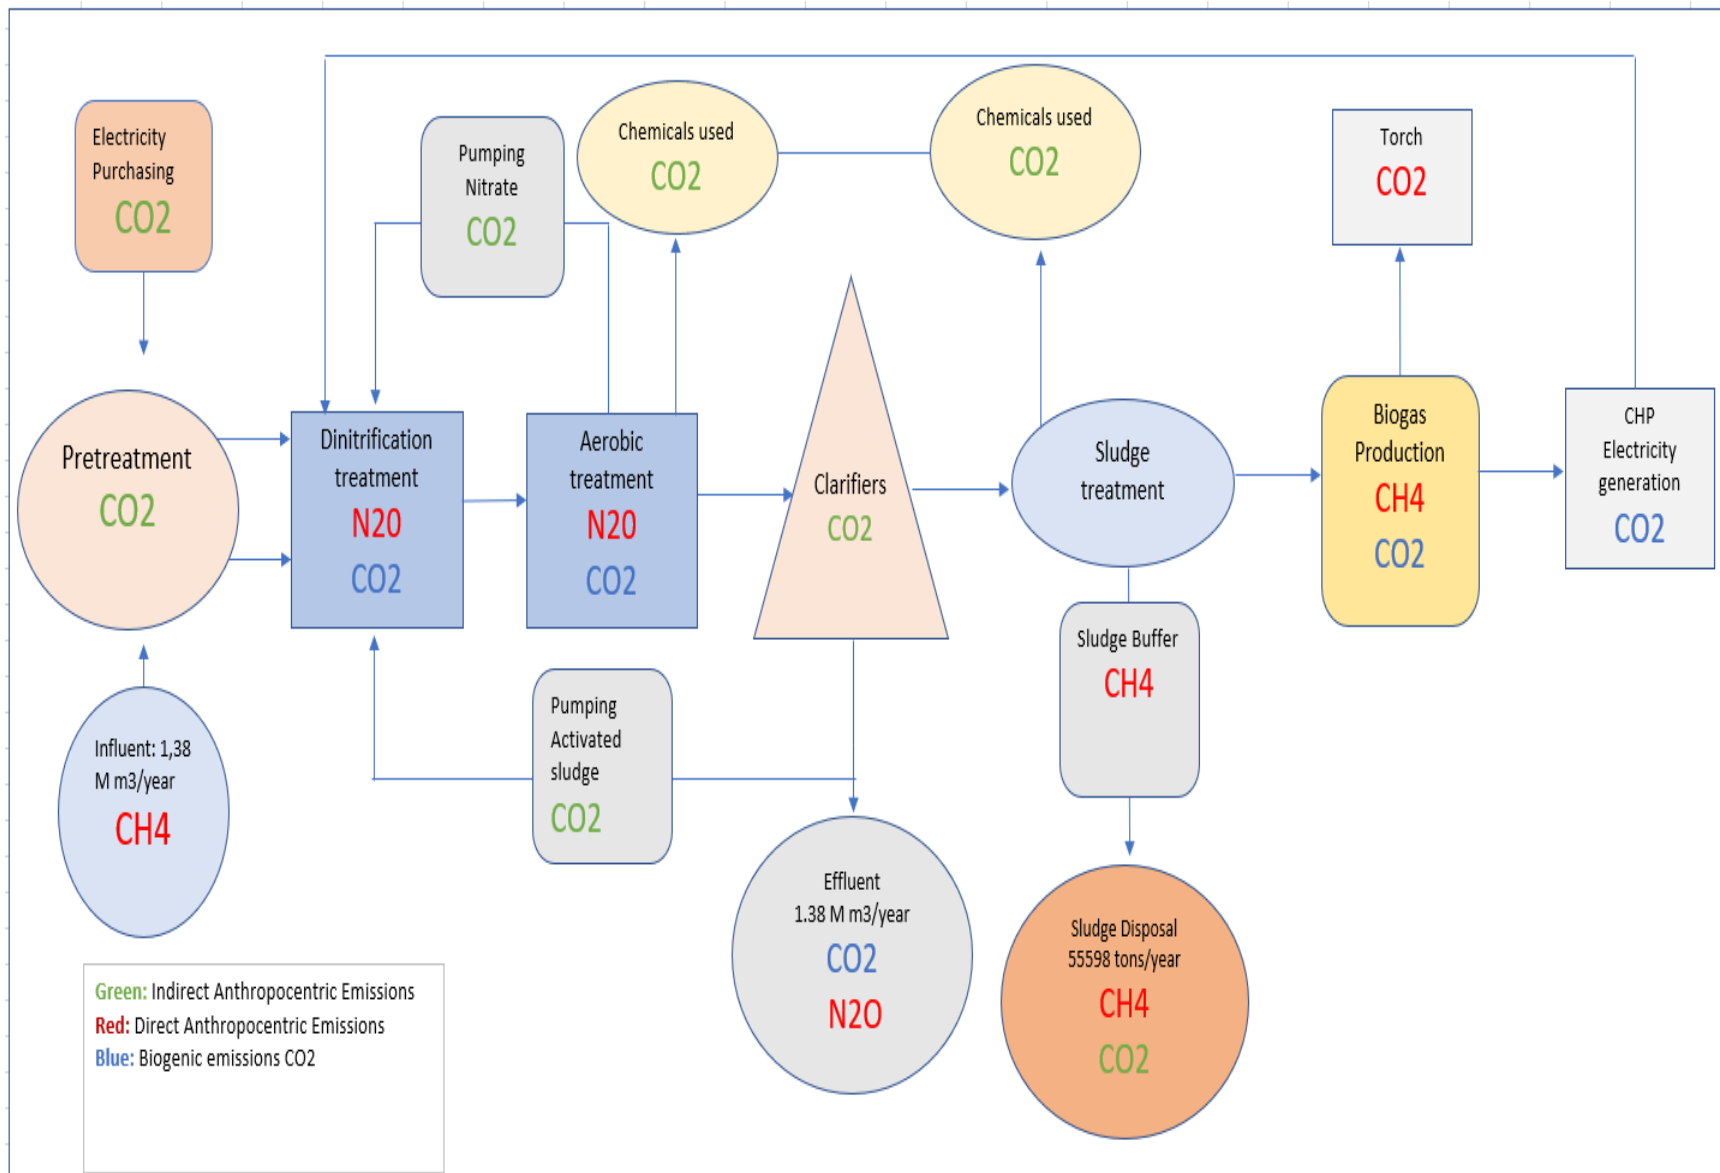 Electricity
Purchasing
CO2
Pumping
Nitrate
CO2
Chemicals used
CO2
Chemicals used
CO2
Torch
CO2
Pretreatment
CO2
Dinitrification
treatment
N20
CO2
Aerobic
treatment
N20
CO2
Clarifiers
CO2
Sludge
treatment
Biogas
Production
CH4
CO2
CHP
Electricity
generation
CO2
Influent: 1,38
M m3/year
CH4
Pumping
Activated
sludge
CO2
Sludge Buffer
CH4
Effluent
1.38 M m3/year
CO2
N2O
Sludge Disposal
55598 tons/year
CH4
CO2
Green: Indirect Anthropocentric Emissions
Red: Direct Anthropocentric Emissions
Blue: Biogenic emissions CO2